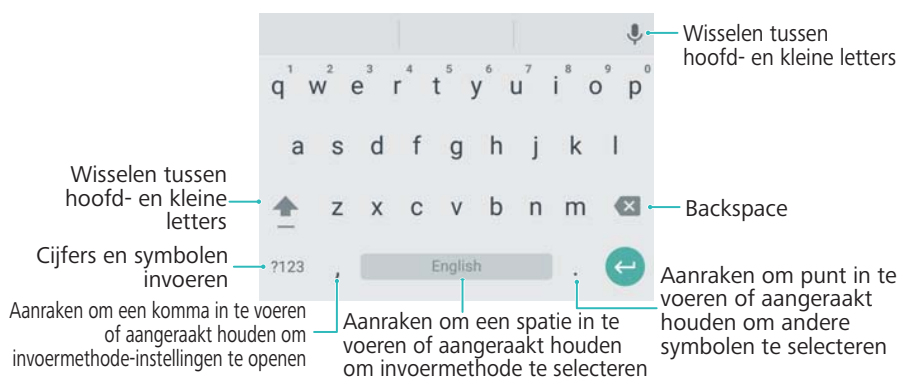 Wisselen tussen
hoofd- en kleine letters
1 2 3 4 5 6 7 8 9 0
q w e r t y u i o p
a s d f g h j k l
Wisselen tussen
hoofd- en kleine
letters
z x c v b n m
Backspace
Cijfers en symbolen
invoeren
?123 , English .
Aanraken om een komma in te voeren
of aangeraakt houden om
invoermethode-instellingen te openen
Aanraken om een spatie in te
voeren of aangeraakt houden
om invoermethode te selecteren
Aanraken om punt in te
voeren of aangeraakt
houden om andere
symbolen te selecteren